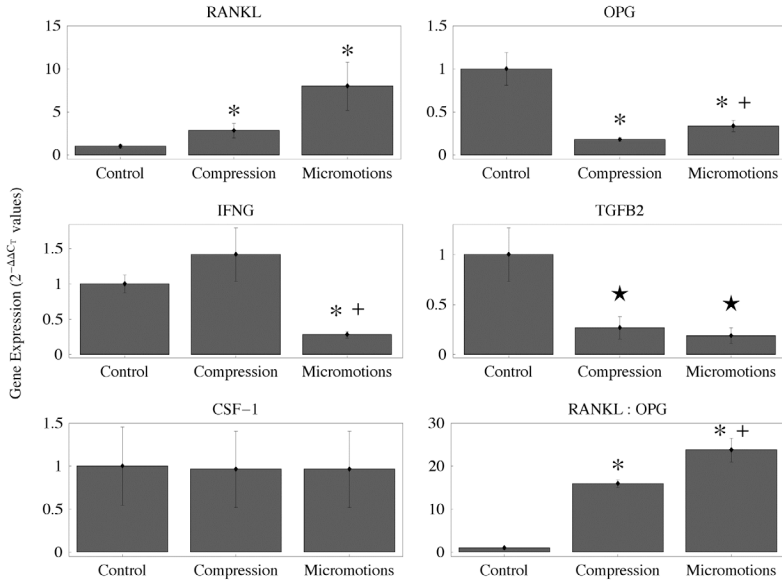 Gene Expression (2^−ΔΔC_T values)
RANKL
15
10
5
0
Control Compression Micromotions
*
*
OPG
1
0.5
0
Control Compression Micromotions
*
* +
IFNG
1.5
1
0.5
0
Control Compression Micromotions
* +
TGFB2
1
0.5
0
Control Compression Micromotions
★
★
CSF−1
1.5
1
0.5
0
Control Compression Micromotions
RANKL : OPG
30
20
10
0
Control Compression Micromotions
*
* +